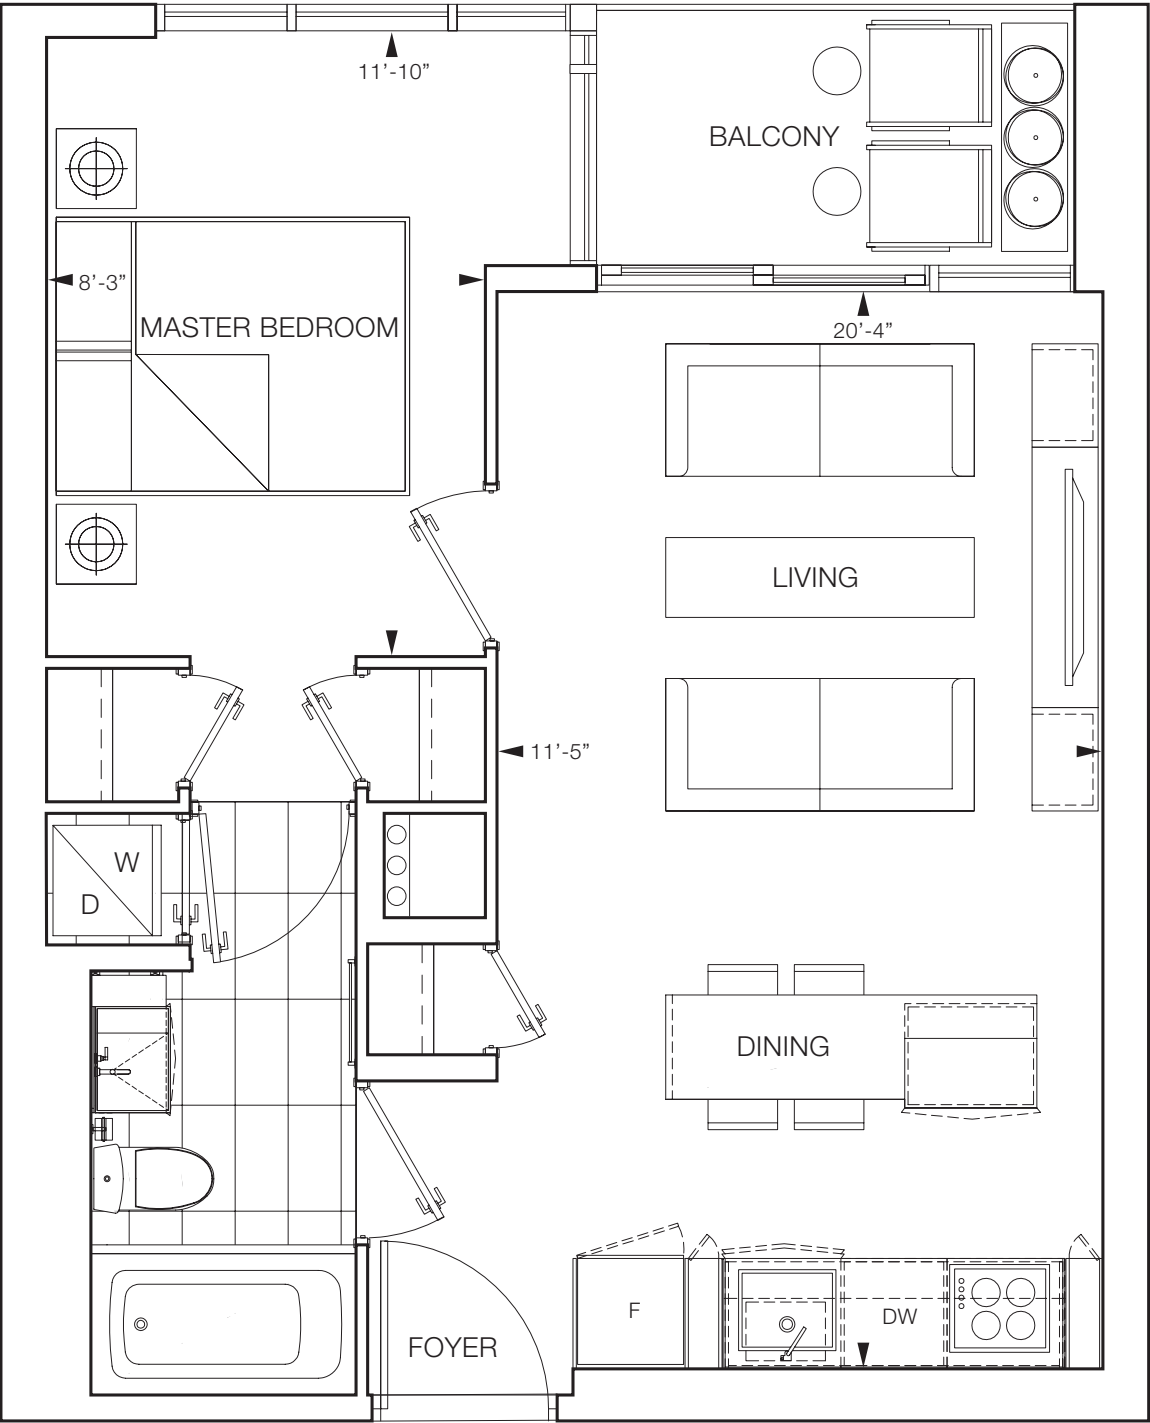 11’-10”
BALCONY
8’-3”
MASTER BEDROOM
20’-4”
LIVING
11’-5”
W
D
DINING
F
DW
FOYER